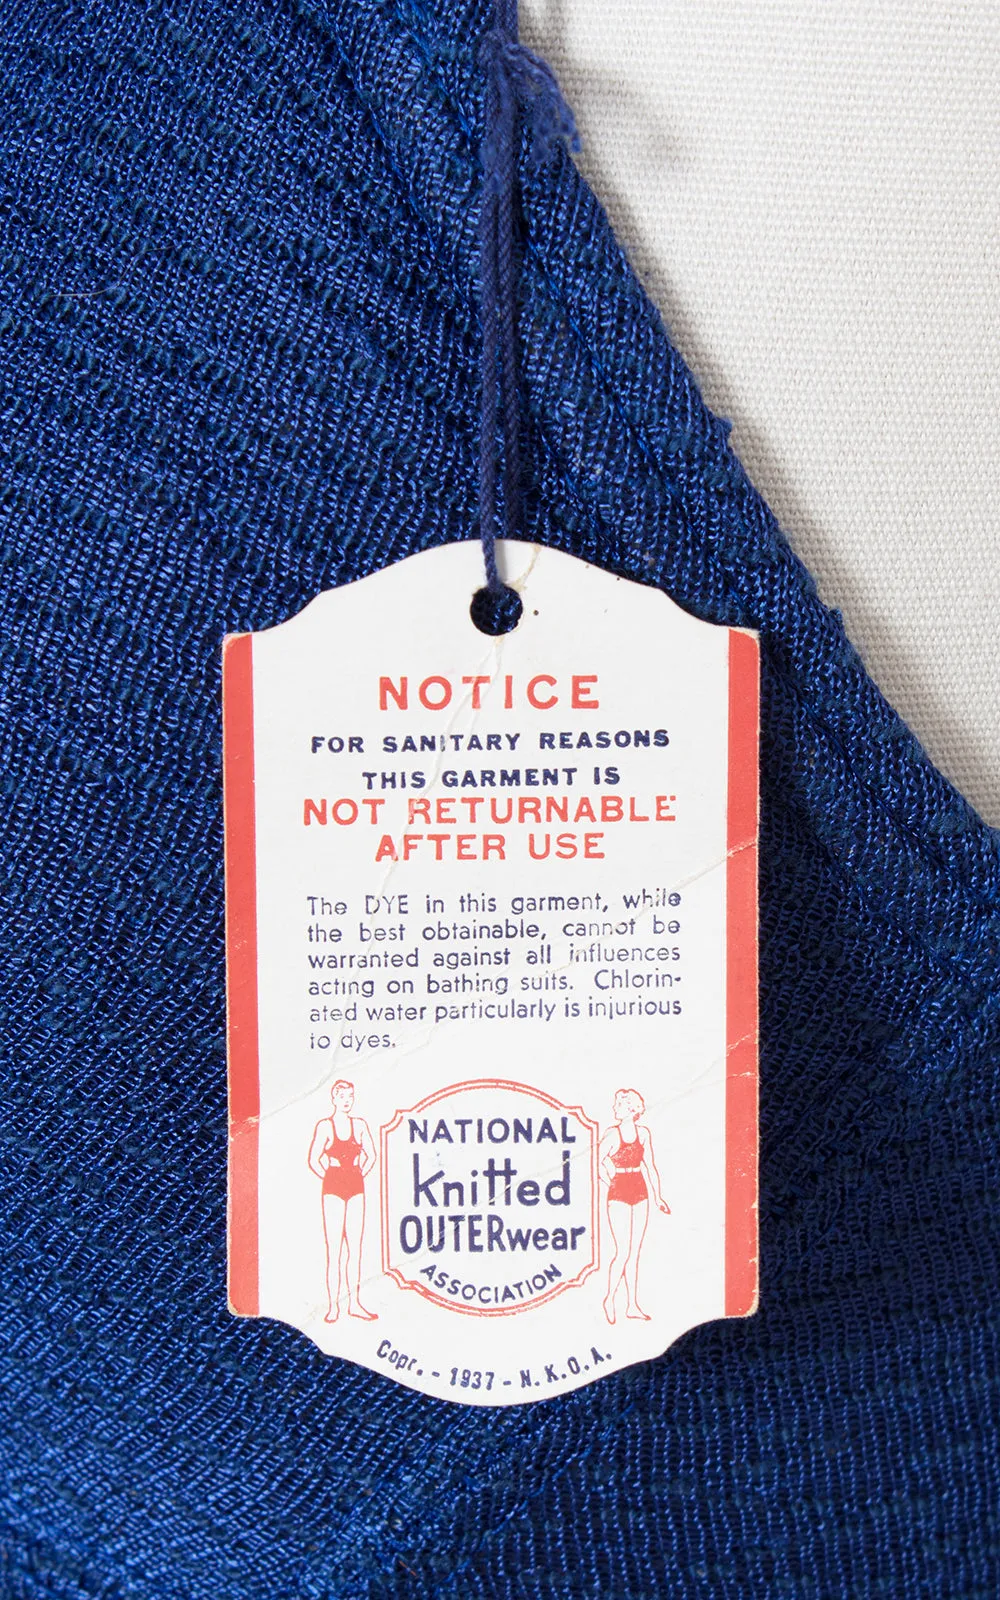 NOTICE
FOR SANITARY REASONS
THIS GARMENT IS
NOT RETURNABLE
AFTER USE
The DYE in this garment, while
the best obtainable, cannot be
warranted against all influences
acting on bathing suits. Chlorin-
ated water particularly is injurious
to dyes.
NATIONAL
knitted
OUTERwear
ASSOCIATION
Copr. - 1937 - N.K.O.A.